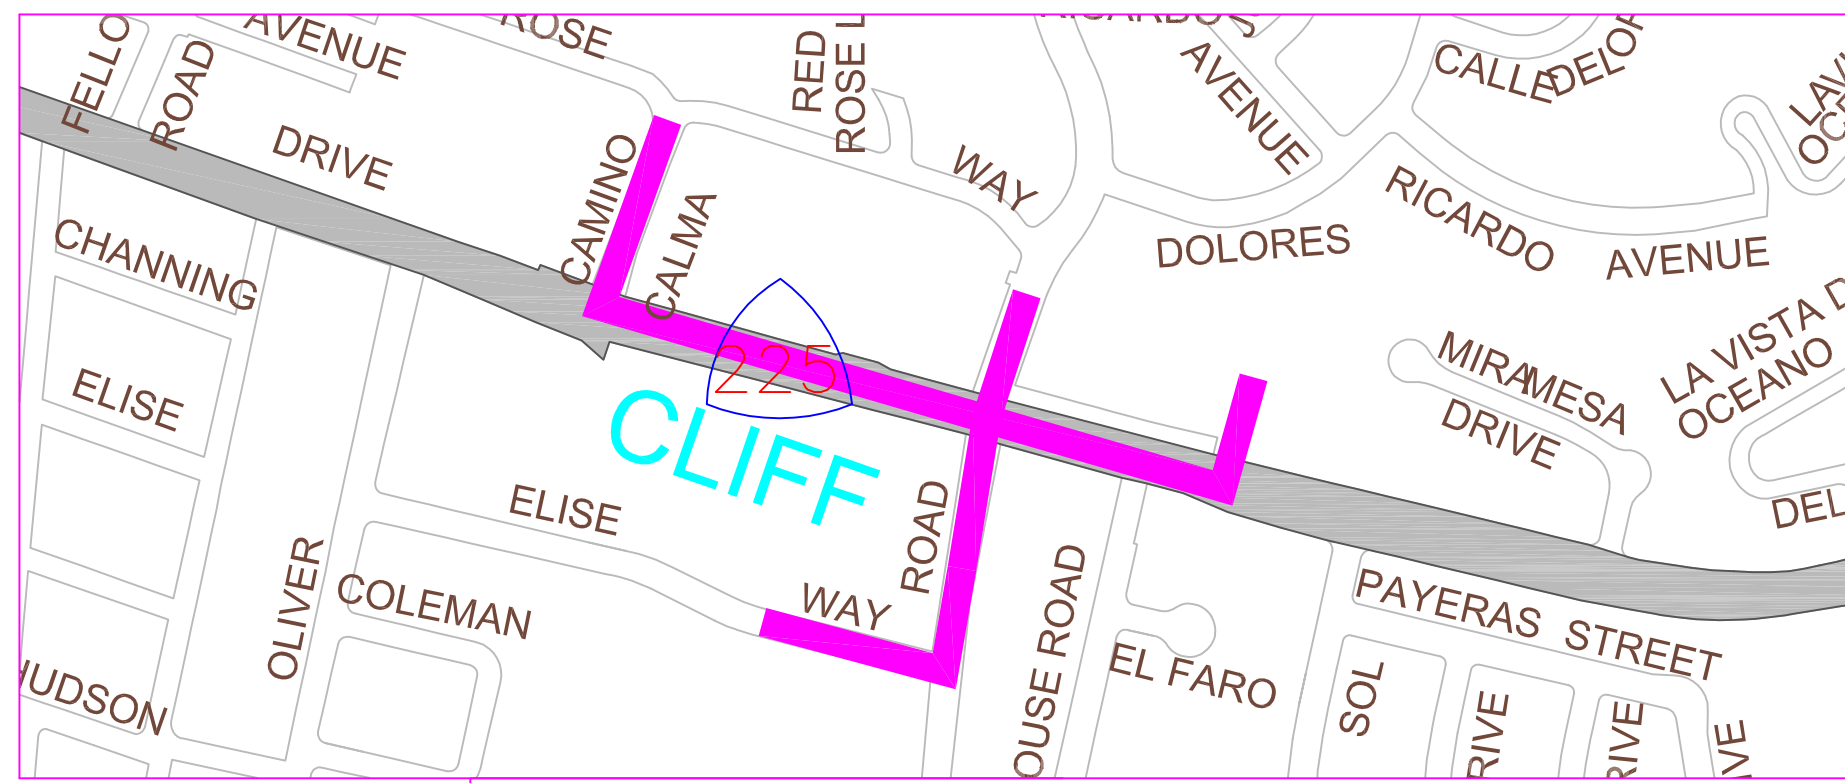 FELLO
ROAD
AVENUE
ROSE
RED
ROSE L
AVENUE
CALLE
DEL
DRIVE
CAMINO
CALMA
WAY
DOLORES
RICARDO
AVENUE
CHANNING
225
CLIFF
MIRAMESA
DRIVE
LA VISTA D
OCEANO
DEL
ELISE
ELISE
WAY
ROAD
OLIVER
COLEMAN
HUDSON
OUSE ROAD
EL FARO
PAYERAS STREET
SOL
RIVE
RIVE
VE